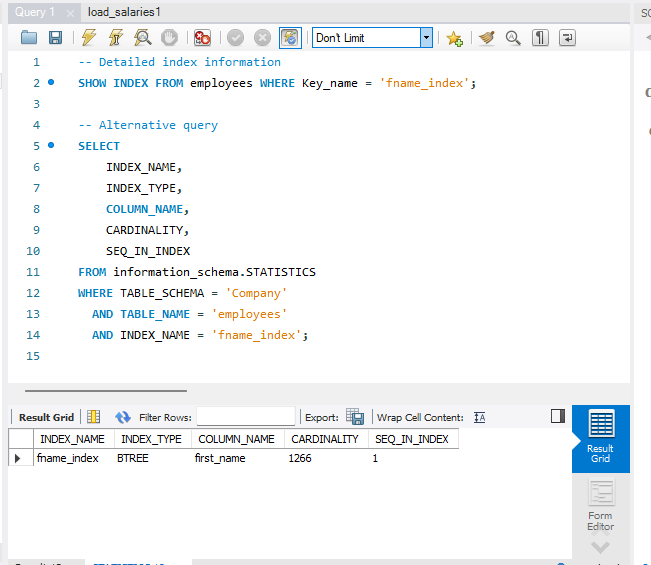 Query 1 load_salaries1
Don't Limit
1 -- Detailed index information
2 SHOW INDEX FROM employees WHERE Key_name = 'fname_index';
3
4 -- Alternative query
5 SELECT
6 INDEX_NAME,
7 INDEX_TYPE,
8 COLUMN_NAME,
9 CARDINALITY,
10 SEQ_IN_INDEX
11 FROM information_schema.STATISTICS
12 WHERE TABLE_SCHEMA = 'Company'
13 AND TABLE_NAME = 'employees'
14 AND INDEX_NAME = 'fname_index';
15
Result Grid Filter Rows: Export: Wrap Cell Content:
INDEX_NAME INDEX_TYPE COLUMN_NAME CARDINALITY SEQ_IN_INDEX
fname_index BTREE first_name 1266 1
Result
Grid
Form
Editor